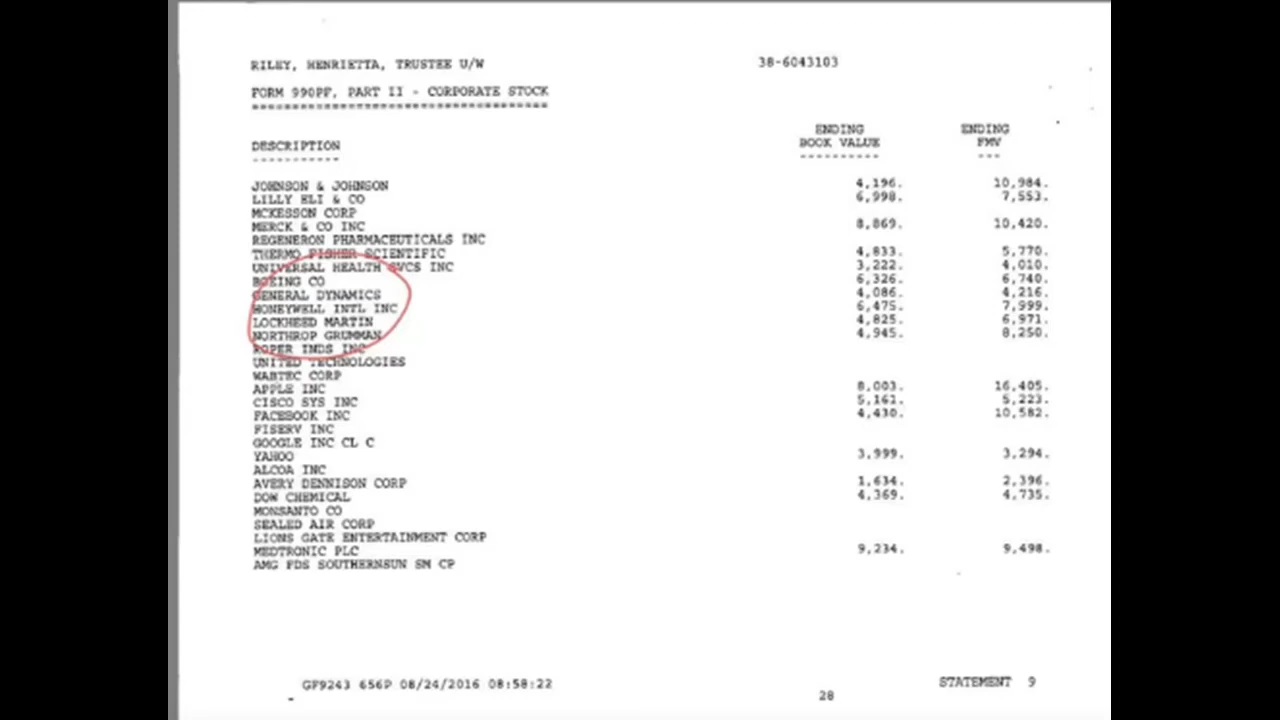 RILEY, HENRIETTA, TRUSTEE U/W 38-6043103
FORM 990PF, PART II - CORPORATE STOCK
====================================
ENDING ENDING
DESCRIPTION BOOK VALUE FMV
----------- ---------- ---
JOHNSON & JOHNSON 4,196. 10,984.
LILLY ELI & CO 6,998. 7,553.
MCKESSON CORP
MERCK & CO INC 8,869. 10,420.
REGENERON PHARMACEUTICALS INC
THERMO FISHER SCIENTIFIC 4,833. 5,770.
UNIVERSAL HEALTH SVCS INC 3,222. 4,010.
BOEING CO 6,326. 6,740.
GENERAL DYNAMICS 4,086. 4,216.
HONEYWELL INTL INC 6,475. 7,999.
LOCKHEED MARTIN 4,825. 6,971.
NORTHROP GRUMMAN 4,945. 8,250.
ROPER INDS INC
UNITED TECHNOLOGIES
WABTEC CORP
APPLE INC 8,003. 16,405.
CISCO SYS INC 5,161. 5,223.
FACEBOOK INC 4,430. 10,582.
FISERV INC
GOOGLE INC CL C
YAHOO 3,999. 3,294.
ALCOA INC
AVERY DENNISON CORP 1,634. 2,396.
DOW CHEMICAL 4,369. 4,735.
MONSANTO CO
SEALED AIR CORP
LIONS GATE ENTERTAINMENT CORP
MEDTRONIC PLC 9,234. 9,498.
AMG FDS SOUTHERNSUN SM CP
GF9243 656P 08/24/2016 08:58:22 STATEMENT 9
28